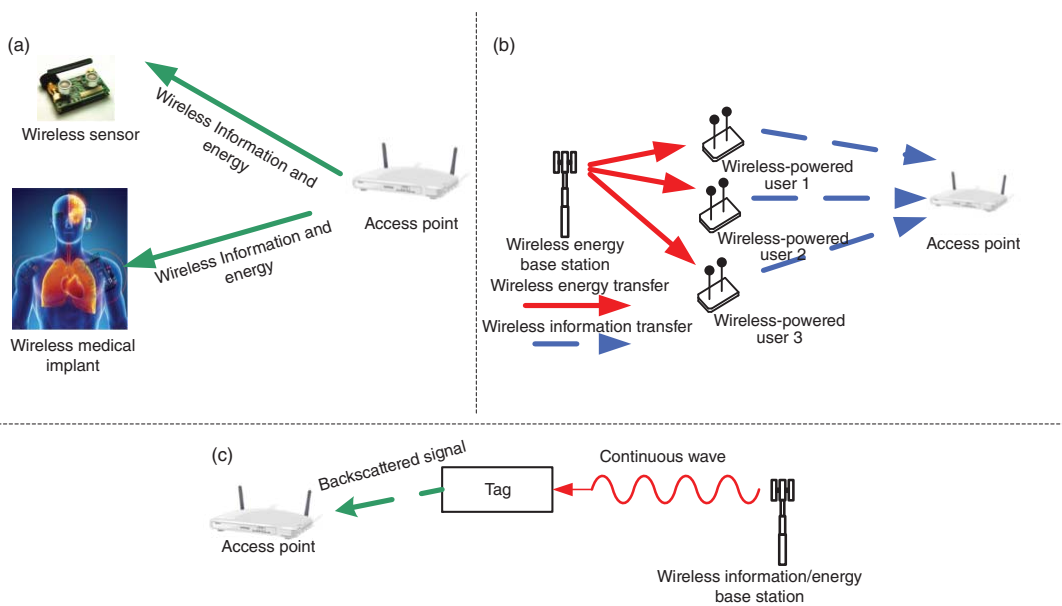 (a)
Wireless sensor
Wireless Information and
energy
Access point
Wireless Information and
energy
Wireless medical
implant
(b)
Wireless energy
base station
Wireless energy transfer
Wireless information transfer
Wireless-powered
user 1
Wireless-powered
user 2
Wireless-powered
user 3
Access point
(c)
Backscattered signal
Access point
Tag
Continuous wave
Wireless information/energy
base station